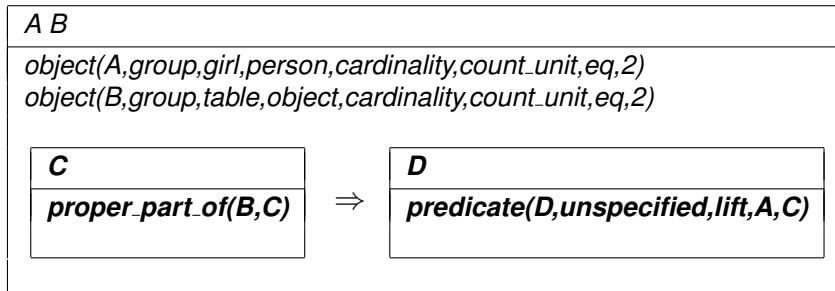 A B
object(A,group,girl,person,cardinality,count_unit,eq,2)
object(B,group,table,object,cardinality,count_unit,eq,2)
C
proper_part_of(B,C)
⇒
D
predicate(D,unspecified,lift,A,C)